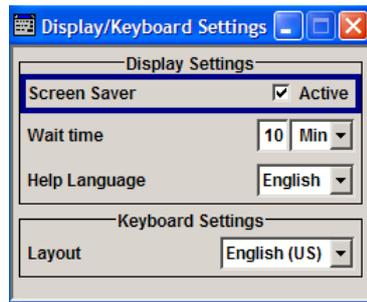 Display/Keyboard Settings
Display Settings
Screen Saver Active
Wait time 10 Min
Help Language English
Keyboard Settings
Layout English (US)